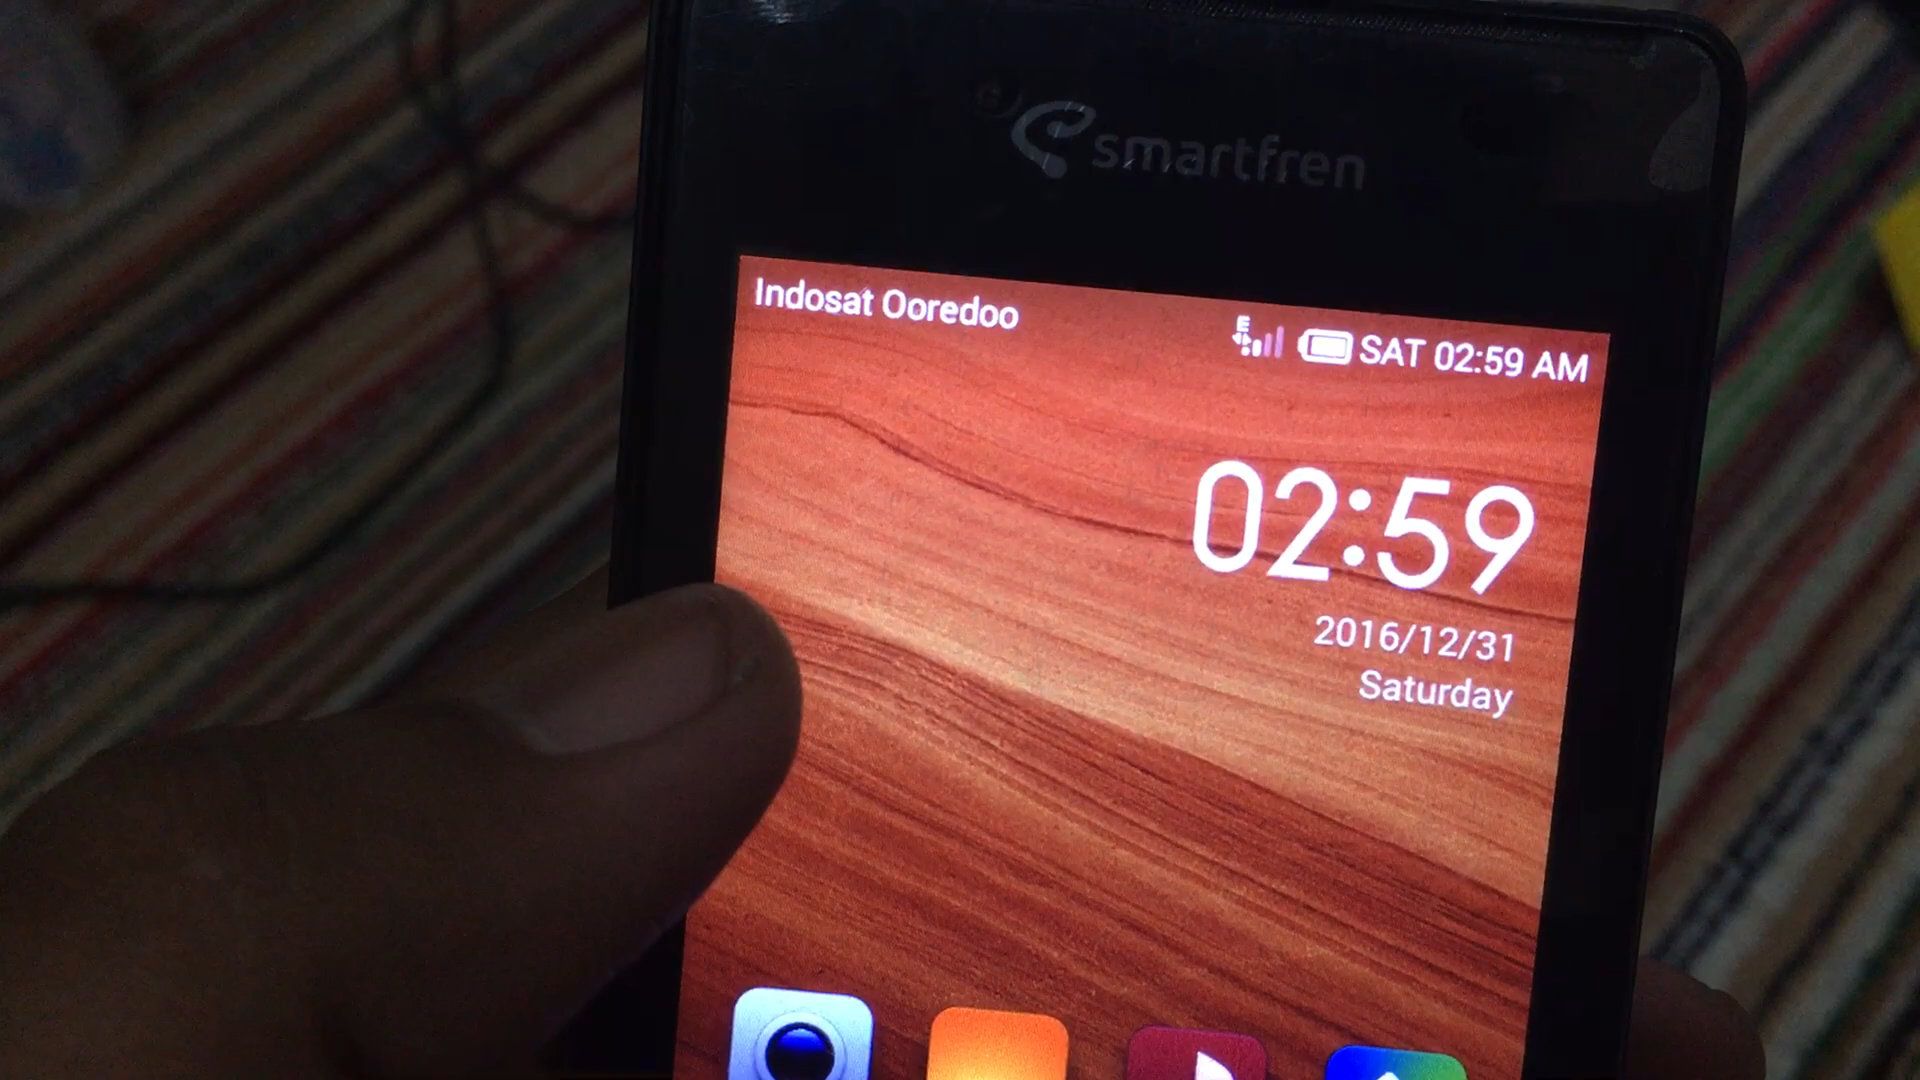 smartfren
Indosat Ooredoo
E
SAT 02:59 AM
02:59
2016/12/31
Saturday